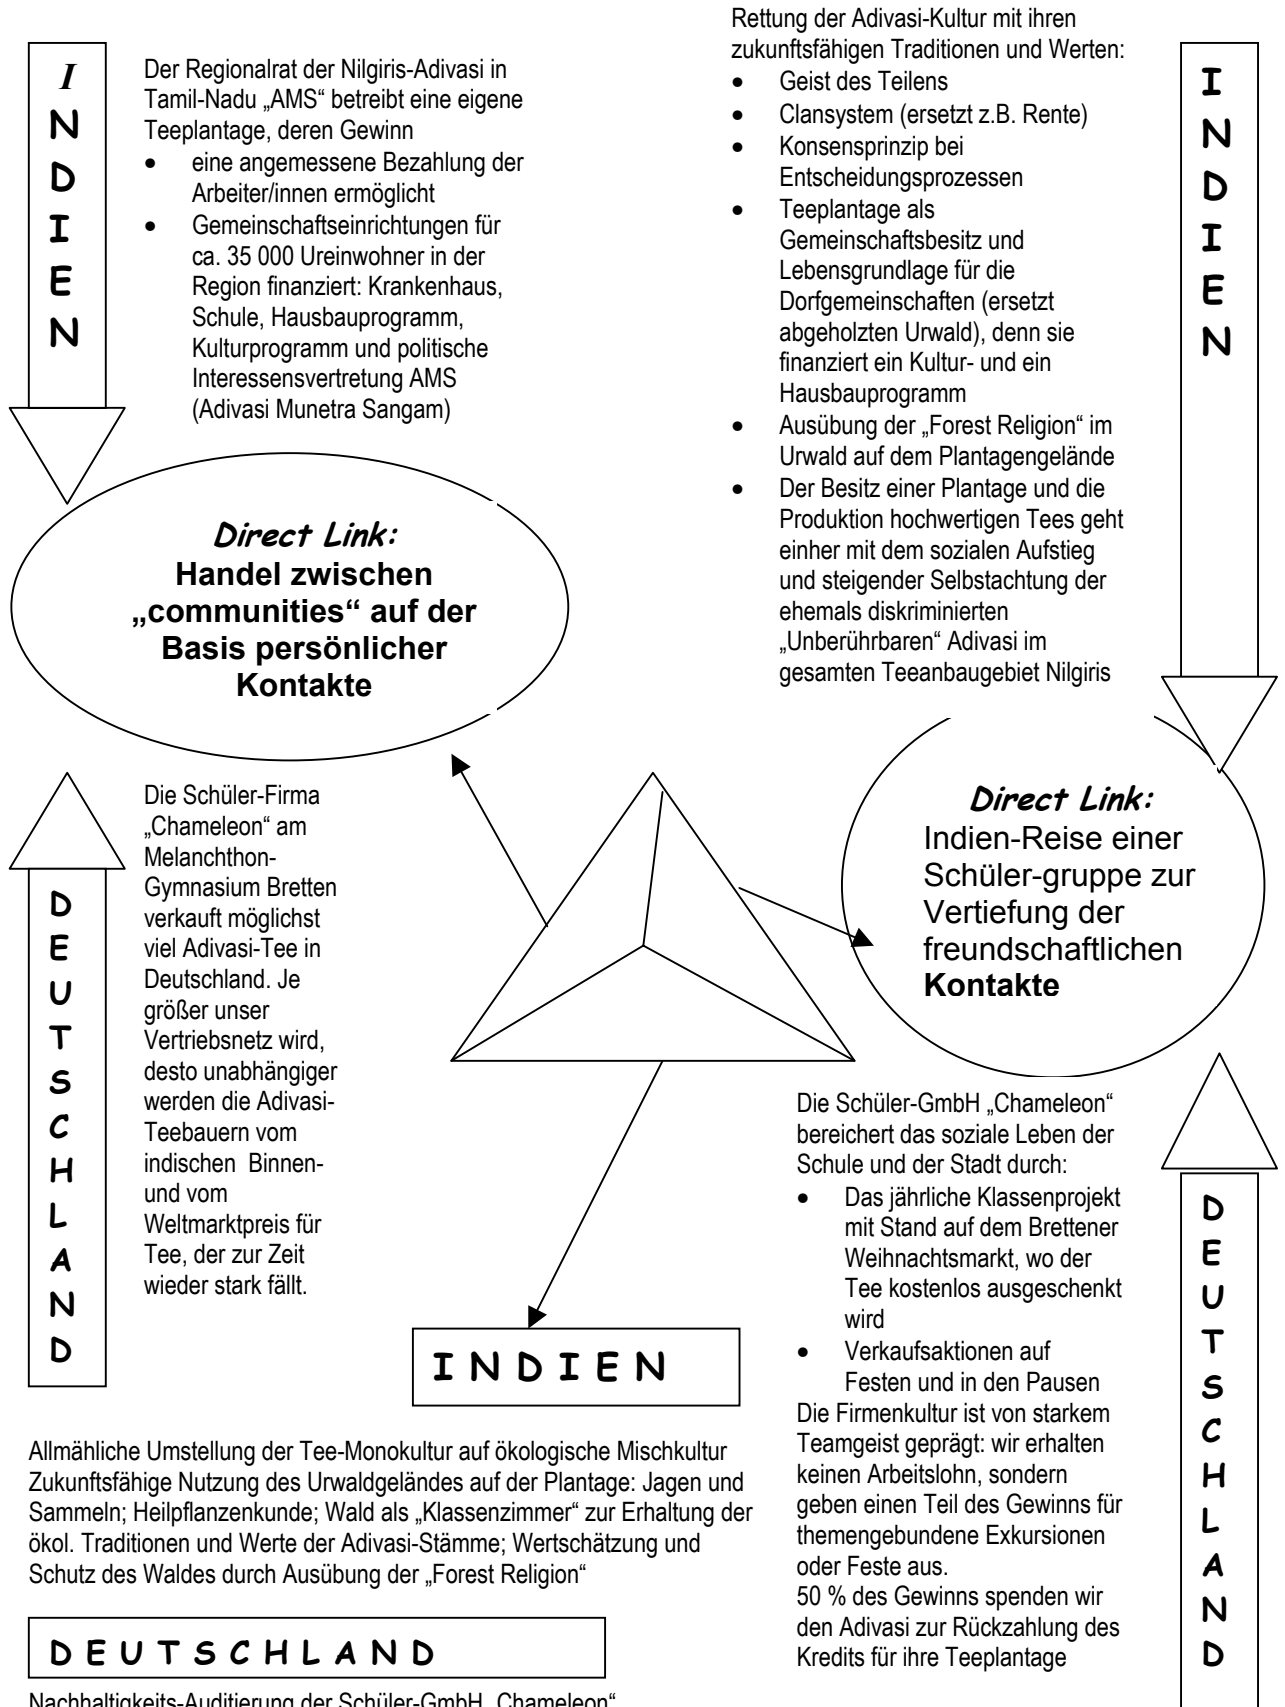 I
N
D
I
E
N
Der Regionalrat der Nilgiris-Adivasi in
Tamil-Nadu „AMS“ betreibt eine eigene
Teeplantage, deren Gewinn
• eine angemessene Bezahlung der
Arbeiter/innen ermöglicht
• Gemeinschaftseinrichtungen für
ca. 35 000 Ureinwohner in der
Region finanziert: Krankenhaus,
Schule, Hausbauprogramm,
Kulturprogramm und politische
Interessensvertretung AMS
(Adivasi Munetra Sangam)
Rettung der Adivasi-Kultur mit ihren
zukunftsfähigen Traditionen und Werten:
• Geist des Teilens
• Clansystem (ersetzt z.B. Rente)
• Konsensprinzip bei
Entscheidungsprozessen
• Teeplantage als
Gemeinschaftsbesitz und
Lebensgrundlage für die
Dorfgemeinschaften (ersetzt
abgeholzten Urwald), denn sie
finanziert ein Kultur- und ein
Hausbauprogramm
• Ausübung der „Forest Religion“ im
Urwald auf dem Plantagengelände
• Der Besitz einer Plantage und die
Produktion hochwertigen Tees geht
einher mit dem sozialen Aufstieg
und steigender Selbstachtung der
ehemals diskriminierten
„Unberührbaren“ Adivasi im
gesamten Teeanbaugebiet Nilgiris
I
N
D
I
E
N
Direct Link:
Handel zwischen
„communities“ auf der
Basis persönlicher
Kontakte
Direct Link:
Indien-Reise einer
Schüler-gruppe zur
Vertiefung der
freundschaftlichen
Kontakte
D
E
U
T
S
C
H
L
A
N
D
Die Schüler-Firma
„Chameleon“ am
Melanchthon-
Gymnasium Bretten
verkauft möglichst
viel Adivasi-Tee in
Deutschland. Je
größer unser
Vertriebsnetz wird,
desto unabhängiger
werden die Adivasi-
Teebauern vom
indischen Binnen-
und vom
Weltmarktpreis für
Tee, der zur Zeit
wieder stark fällt.
Die Schüler-GmbH „Chameleon“
bereichert das soziale Leben der
Schule und der Stadt durch:
• Das jährliche Klassenprojekt
mit Stand auf dem Brettener
Weihnachtsmarkt, wo der
Tee kostenlos ausgeschenkt
wird
• Verkaufsaktionen auf
Festen und in den Pausen
Die Firmenkultur ist von starkem
Teamgeist geprägt: wir erhalten
keinen Arbeitslohn, sondern
geben einen Teil des Gewinns für
themengebundene Exkursionen
oder Feste aus.
50 % des Gewinns spenden wir
den Adivasi zur Rückzahlung des
Kredits für ihre Teeplantage
D
E
U
T
S
C
H
L
A
N
D
I N D I E N
Allmähliche Umstellung der Tee-Monokultur auf ökologische Mischkultur
Zukunftsfähige Nutzung des Urwaldgeländes auf der Plantage: Jagen und
Sammeln; Heilpflanzenkunde; Wald als „Klassenzimmer“ zur Erhaltung der
ökol. Traditionen und Werte der Adivasi-Stämme; Wertschätzung und
Schutz des Waldes durch Ausübung der „Forest Religion“
D E U T S C H L A N D
Nachhaltigkeits-Auditierung der Schüler-GmbH „Chameleon“